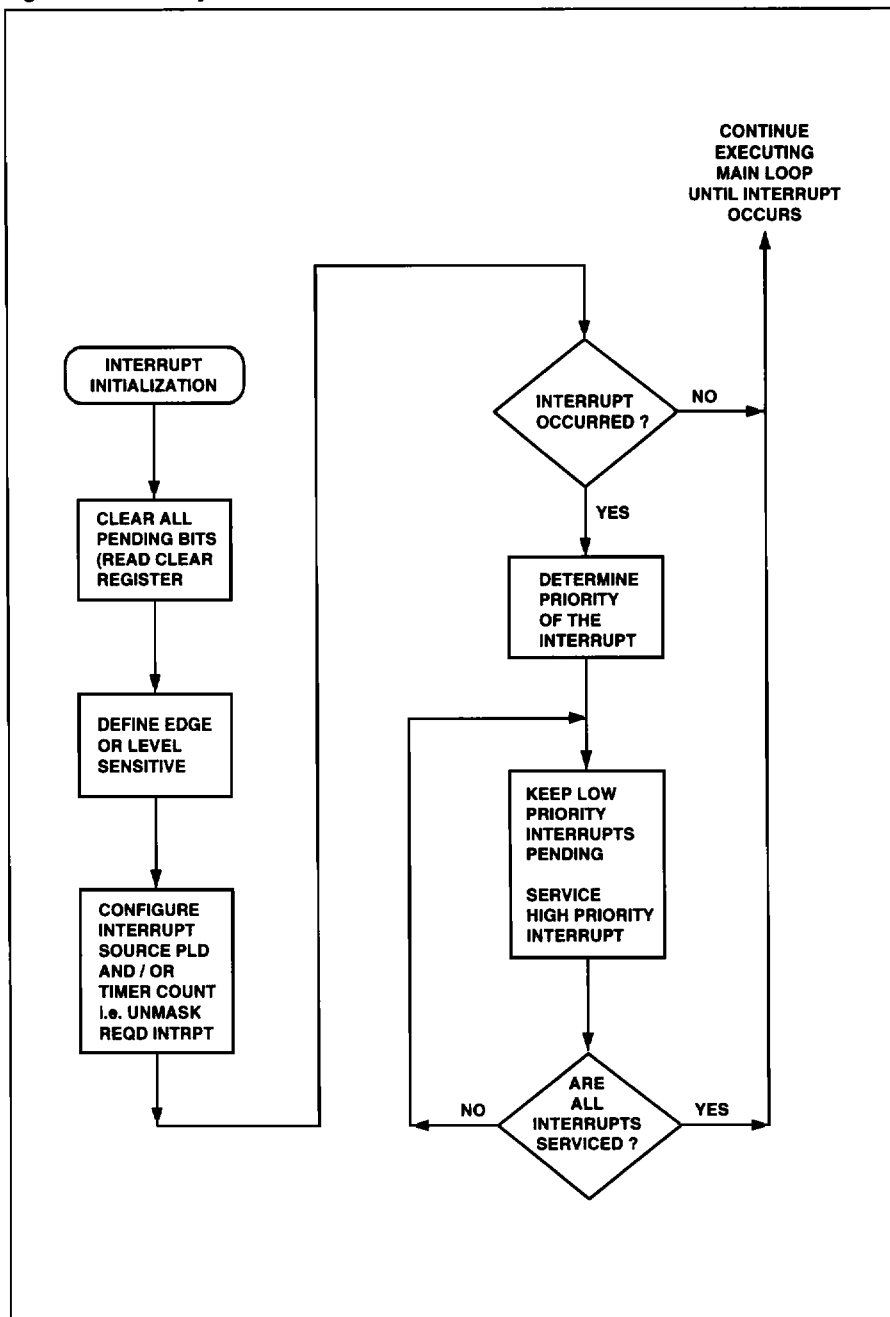 INTERRUPT
INITIALIZATION
CLEAR ALL
PENDING BITS
(READ CLEAR
REGISTER
DEFINE EDGE
OR LEVEL
SENSITIVE
CONFIGURE
INTERRUPT
SOURCE PLD
AND / OR
TIMER COUNT
i.e. UNMASK
REQD INTRPT
CONTINUE
EXECUTING
MAIN LOOP
UNTIL INTERRUPT
OCCURS
INTERRUPT
OCCURRED ?
NO
YES
DETERMINE
PRIORITY
OF THE
INTERRUPT
KEEP LOW
PRIORITY
INTERRUPTS
PENDING
SERVICE
HIGH PRIORITY
INTERRUPT
ARE
ALL
INTERRUPTS
SERVICED ?
NO
YES